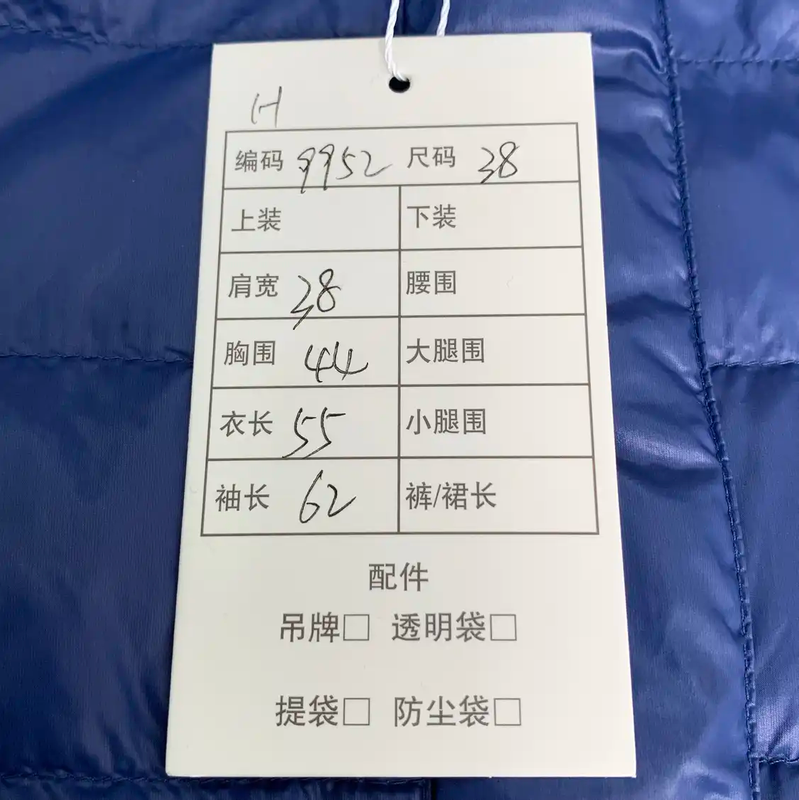 H
编码 9952 尺码 38
上装 下装
肩宽 38 腰围
胸围 44 大腿围
衣长 55 小腿围
袖长 62 裤/裙长
配件
吊牌□ 透明袋□
提袋□ 防尘袋□